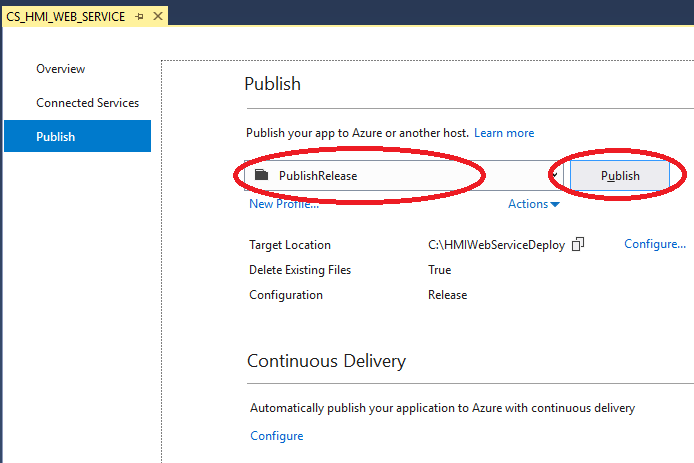 CS_HMI_WEB_SERVICE
Overview
Connected Services
Publish
Publish
Publish your app to Azure or another host. Learn more
PublishRelease
Publish
New Profile...
Actions
Target Location C:\HMIWebServiceDeploy Configure...
Delete Existing Files True
Configuration Release
Continuous Delivery
Automatically publish your application to Azure with continuous delivery
Configure